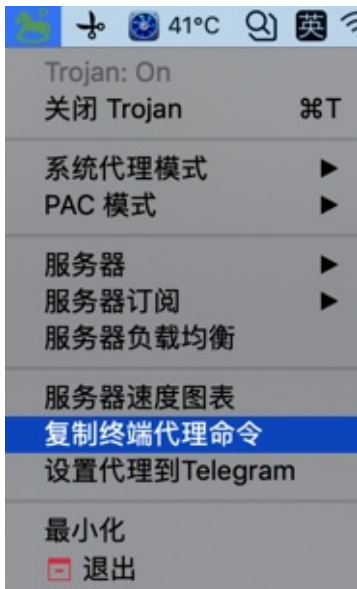 41°C 英
Trojan: On
关闭 Trojan ⌘T
系统代理模式
PAC 模式
服务器
服务器订阅
服务器负载均衡
服务器速度图表
复制终端代理命令
设置代理到Telegram
最小化
退出